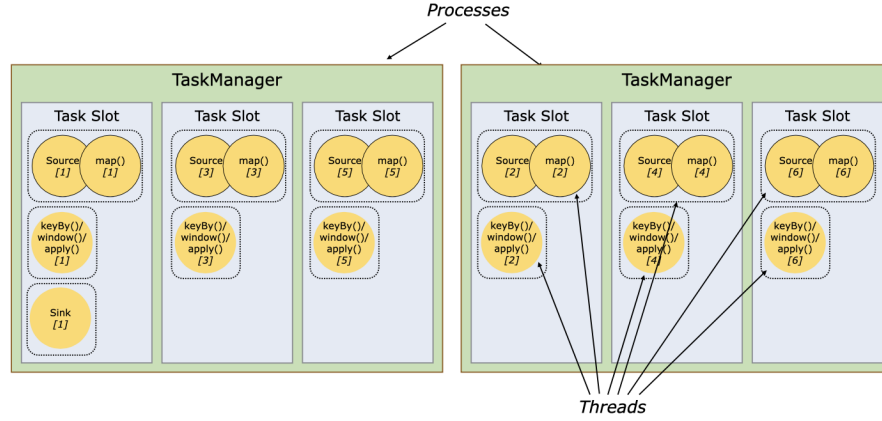 Processes
TaskManager
Task Slot
Source
[1]
map()
[1]
keyBy()/
window()/
apply()
[1]
Sink
[1]
Task Slot
Source
[3]
map()
[3]
keyBy()/
window()/
apply()
[3]
Task Slot
Source
[5]
map()
[5]
keyBy()/
window()/
apply()
[5]
TaskManager
Task Slot
Source
[2]
map()
[2]
keyBy()/
window()/
apply()
[2]
Task Slot
Source
[4]
map()
[4]
keyBy()/
window()/
apply()
[4]
Task Slot
Source
[6]
map()
[6]
keyBy()/
window()/
apply()
[6]
Threads